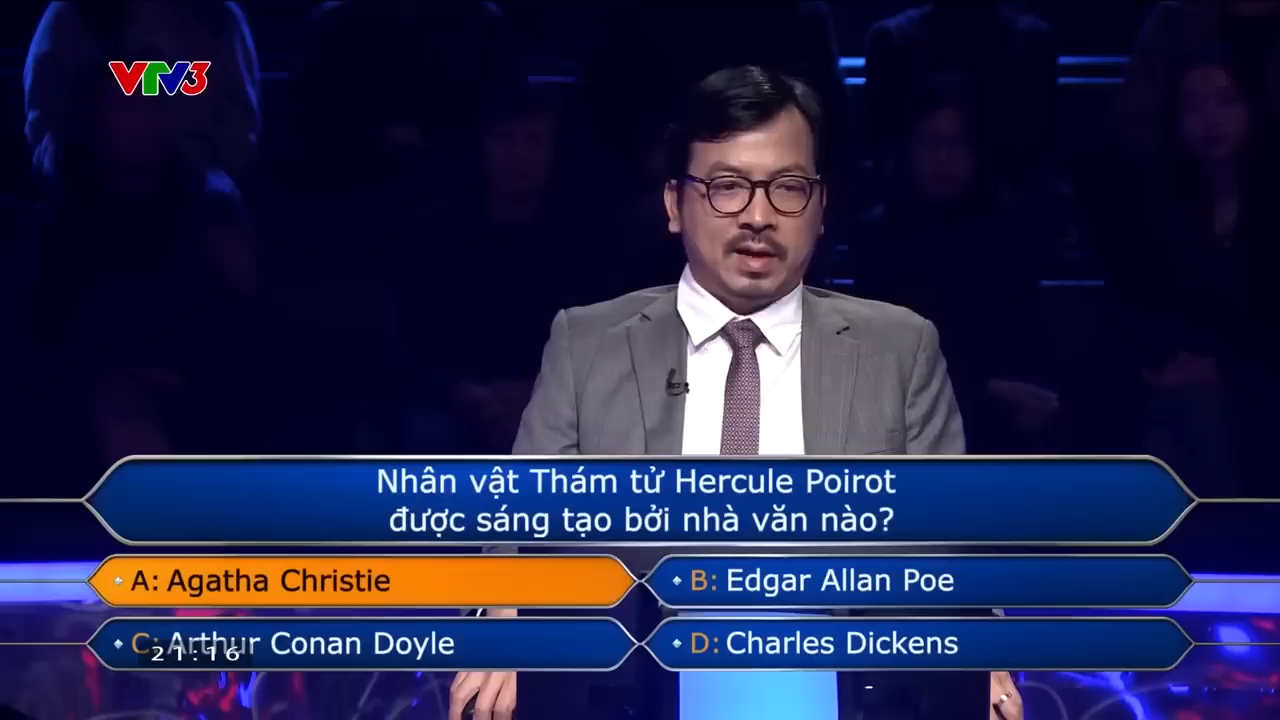 VTV3
Nhân vật Thám tử Hercule Poirot
được sáng tạo bởi nhà văn nào?
A: Agatha Christie
B: Edgar Allan Poe
C: Arthur Conan Doyle
D: Charles Dickens
21:16